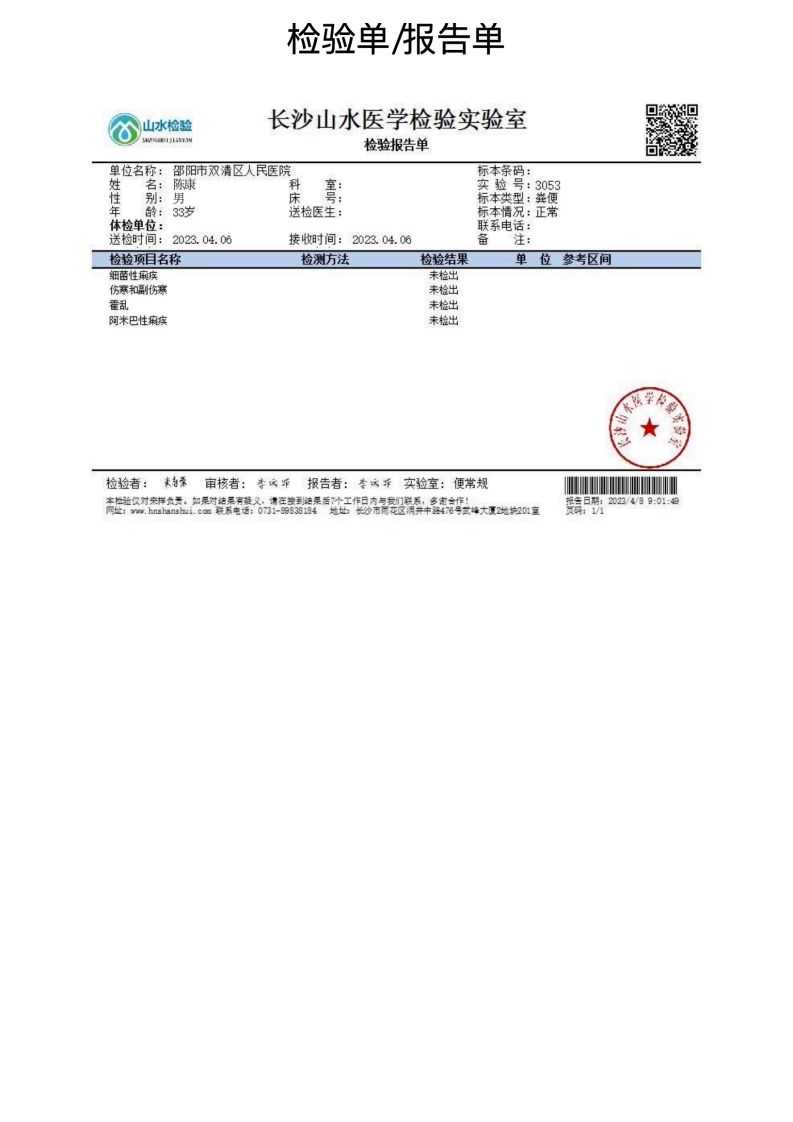 检验单/报告单
山水检验
SHANSHUI JIANYAN
长沙山水医学检验实验室
检验报告单
单位名称： 邵阳市双清区人民医院 标本条码：
姓 名： 陈康 科 室： 实 验 号：3053
性 别： 男 床 号： 标本类型：粪便
年 龄： 33岁 送检医生： 标本情况：正常
体检单位： 联系电话：
送检时间： 2023.04.06 接收时间： 2023.04.06 备 注：
检验项目名称 检测方法 检验结果 单 位 参考区间
细菌性痢疾 未检出
伤寒和副伤寒 未检出
霍乱 未检出
阿米巴性痢疾 未检出
长沙山水医学检验实验室
检验者： 审核者： 报告者： 实验室：便常规
本检验仅对来样负责。如果对结果有疑义，请在接到结果后7个工作日内与我们联系，多谢合作！ 报告日期：2023/4/8 9:01:49
网址：www.hnshanshui.com 联系电话：0731-89838184 地址：长沙市雨花区洞井中路476号武峰大厦2地块201室 页码：1/1